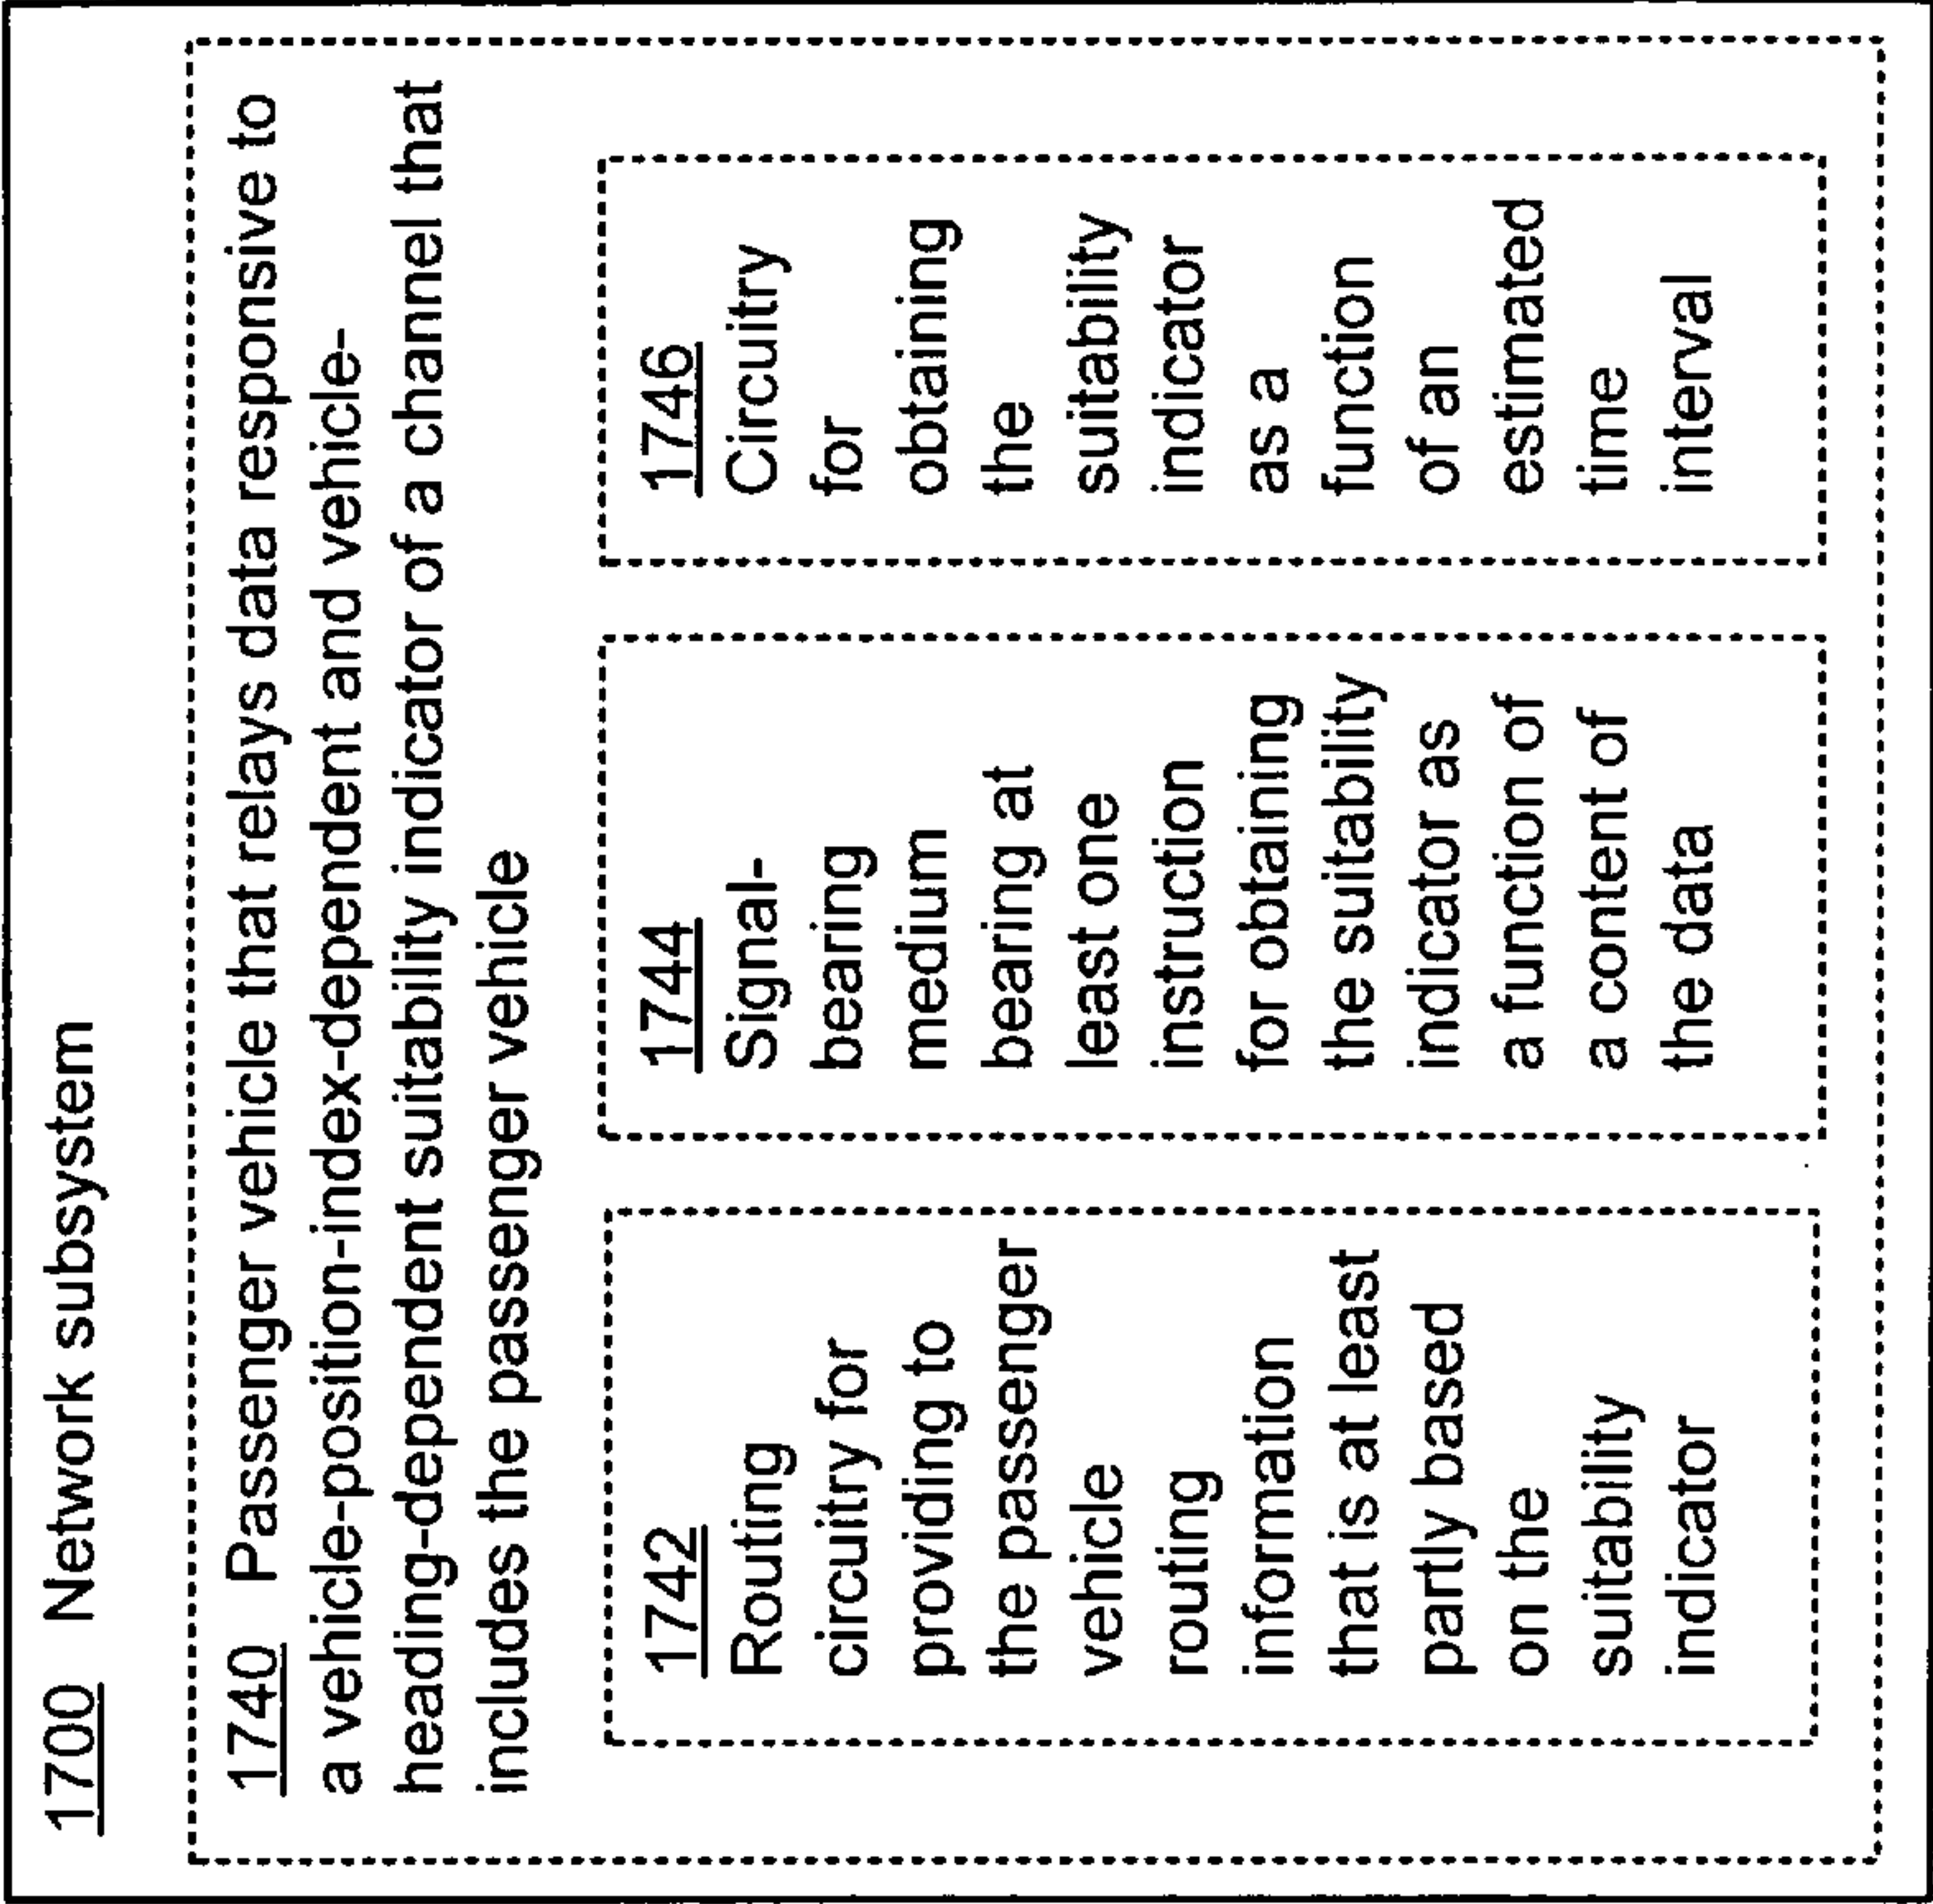 1700 Network subsystem
1740 Passenger vehicle that relays data responsive to
a vehicle-position-index-dependent and vehicle-
heading-dependent suitability indicator of a channel that
includes the passenger vehicle
1742
Routing
circuitry for
providing to
the passenger
vehicle
routing
information
that is at least
partly based
on the
suitability
indicator
1744
Signal-
bearing
medium
bearing at
least one
instruction
for obtaining
the suitability
indicator as
a function of
a content of
the data
1746
Circuitry
for
obtaining
the
suitability
indicator
as a
function
of an
estimated
time
interval